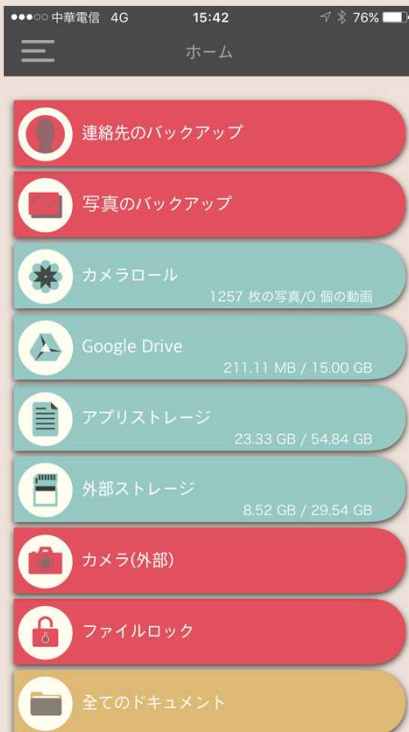 中華電信 4G 15:42 76%
ホーム
連絡先のバックアップ
写真のバックアップ
カメラロール
1257 枚の写真/0 個の動画
Google Drive
211.11 MB / 15.00 GB
アプリストレージ
23.33 GB / 54.84 GB
外部ストレージ
8.52 GB / 29.54 GB
カメラ(外部)
ファイルロック
全てのドキュメント